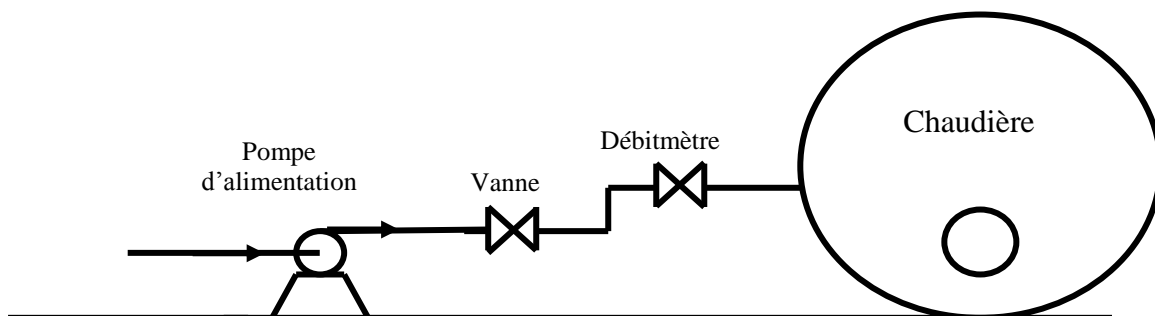 Pompe
d’alimentation
Vanne
Débitmètre
Chaudière